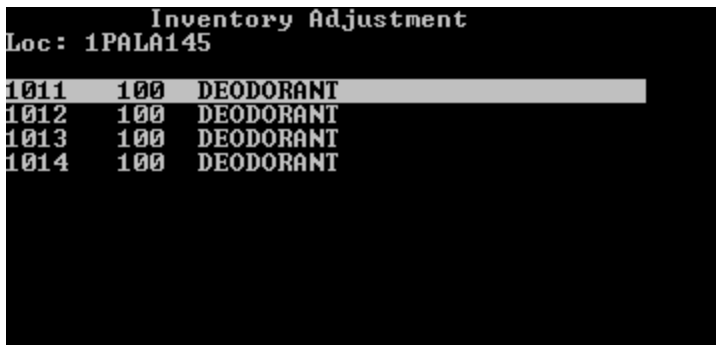 Inventory Adjustment
Loc: 1PALA145
1011 100 DEODORANT
1012 100 DEODORANT
1013 100 DEODORANT
1014 100 DEODORANT